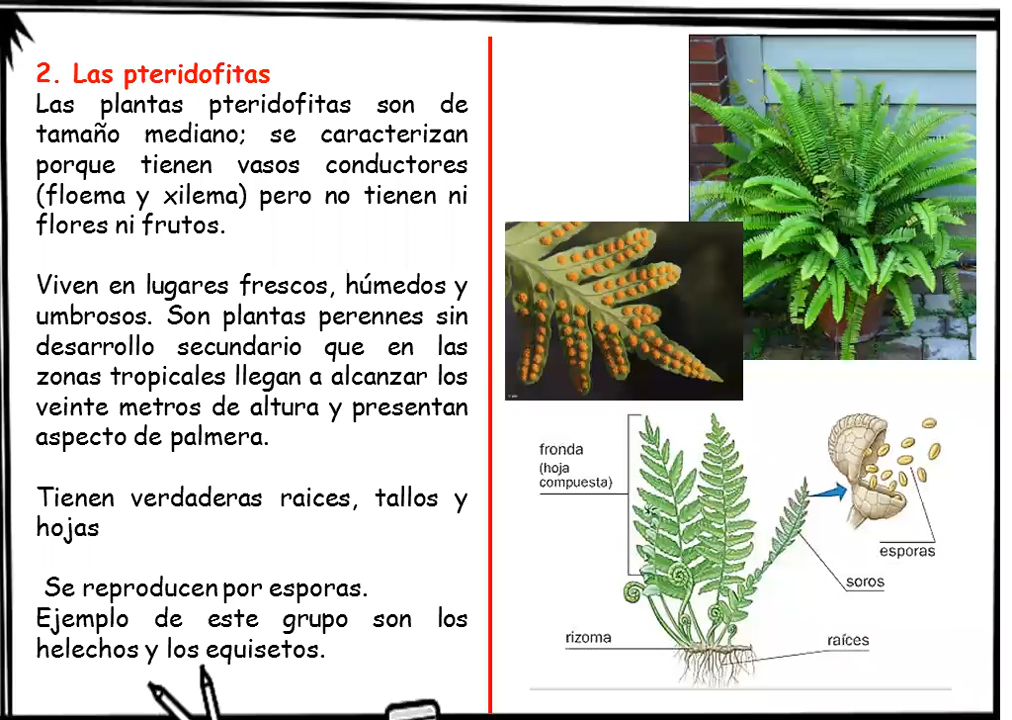 2. Las pteridofitas
Las plantas pteridofitas son de
tamaño mediano; se caracterizan
porque tienen vasos conductores
(floema y xilema) pero no tienen ni
flores ni frutos.
Viven en lugares frescos, húmedos y
umbrosos. Son plantas perennes sin
desarrollo secundario que en las
zonas tropicales llegan a alcanzar los
veinte metros de altura y presentan
aspecto de palmera.
Tienen verdaderas raices, tallos y
hojas
Se reproducen por esporas.
Ejemplo de este grupo son los
helechos y los equisetos.
fronda
(hoja
compuesta)
esporas
soros
rizoma
raíces